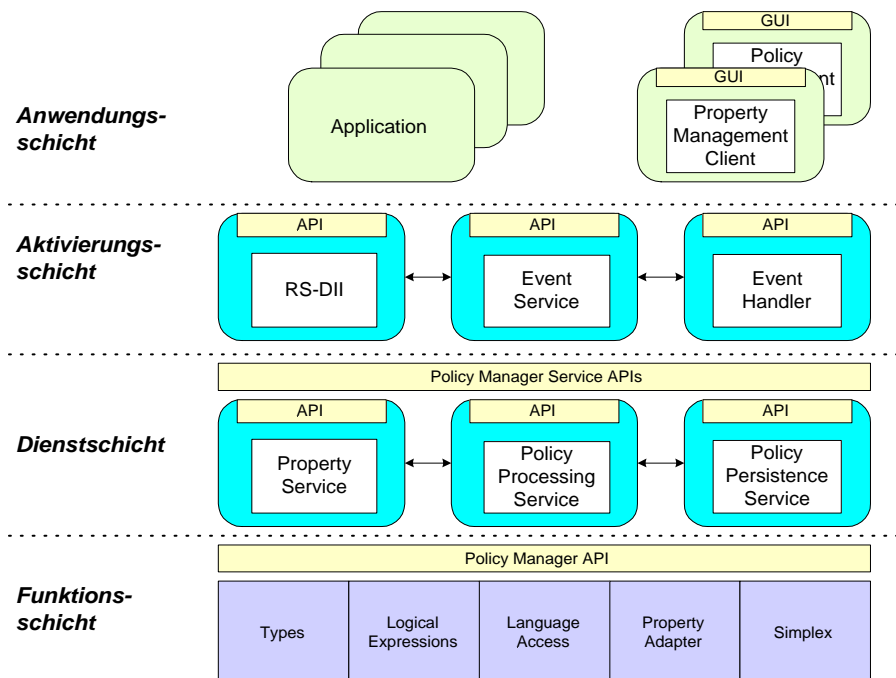 GUI
Policy
GUI
Property
Management
Client
Application
Anwendungs-
schicht
Aktivierungs-
schicht
API
RS-DII
API
Event
Service
API
Event
Handler
Policy Manager Service APIs
Dienstschicht
API
Property
Service
API
Policy
Processing
Service
API
Policy
Persistence
Service
Policy Manager API
Funktions-
schicht
Types
Logical
Expressions
Language
Access
Property
Adapter
Simplex